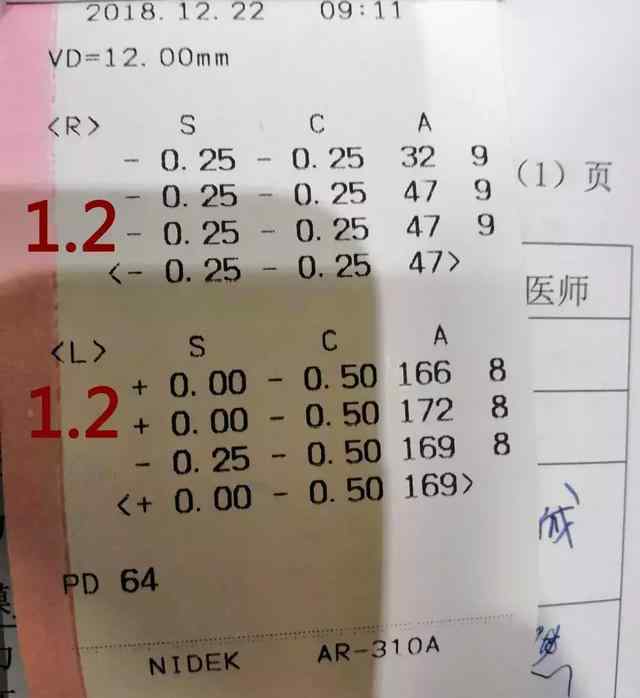 2018.12.22 09:11
VD=12.00mm
<R> S C A
- 0.25 - 0.25 32 9
- 0.25 - 0.25 47 9
(1) 页
1.2
- 0.25 - 0.25 47 9
<- 0.25 - 0.25 47>
医师
<L> S C A
+ 0.00 - 0.50 166 8
1.2
+ 0.00 - 0.50 172 8
- 0.25 - 0.50 169 8
<+ 0.00 - 0.50 169>
PD 64
NIDEK AR-310A